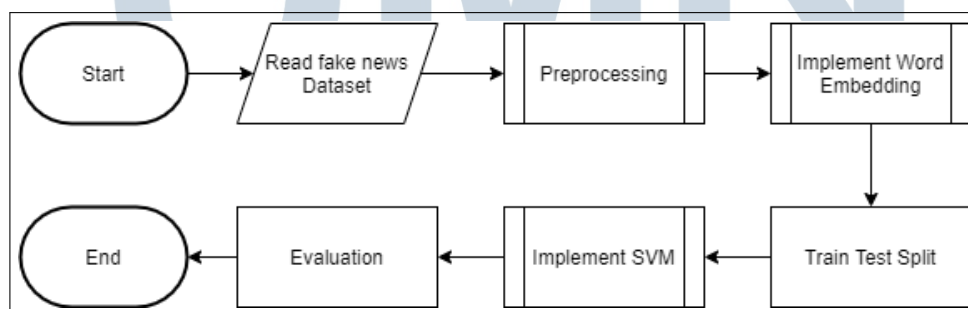 Start
Read fake news
Dataset
Preprocessing
Implement Word
Embedding
Train Test Split
Implement SVM
Evaluation
End